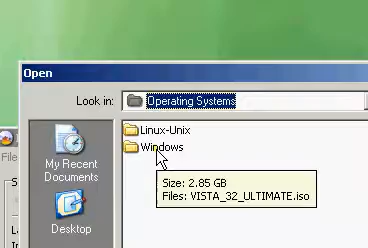 Open
Look in:
Operating Systems
Linux-Unix
Windows
My Recent
Documents
Desktop
Size: 2.85 GB
Files: VISTA_32_ULTIMATE.iso
File